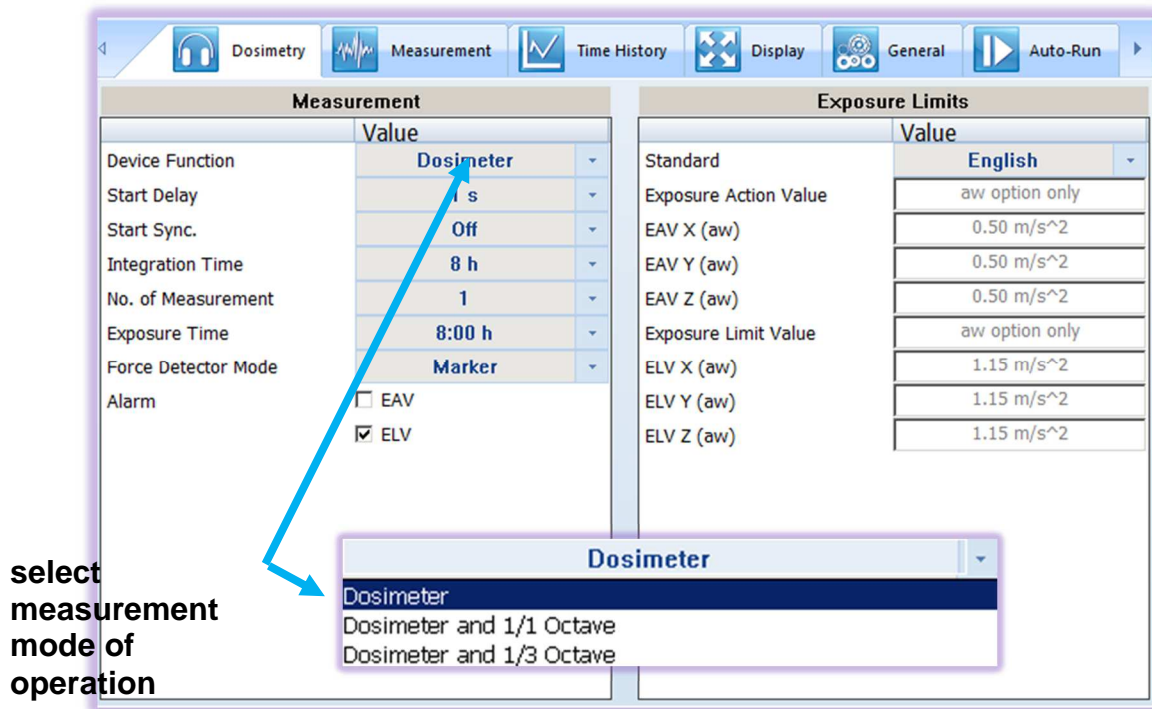 Dosimetry Measurement Time History Display General Auto-Run
Measurement
Value
Device Function Dosimeter
Start Delay 1 s
Start Sync. Off
Integration Time 8 h
No. of Measurement 1
Exposure Time 8:00 h
Force Detector Mode Marker
Alarm EAV
ELV
Exposure Limits
Value
Standard English
Exposure Action Value aw option only
EAV X (aw) 0.50 m/s^2
EAV Y (aw) 0.50 m/s^2
EAV Z (aw) 0.50 m/s^2
Exposure Limit Value aw option only
ELV X (aw) 1.15 m/s^2
ELV Y (aw) 1.15 m/s^2
ELV Z (aw) 1.15 m/s^2
select
measurement
mode of
operation
Dosimeter
Dosimeter
Dosimeter and 1/1 Octave
Dosimeter and 1/3 Octave